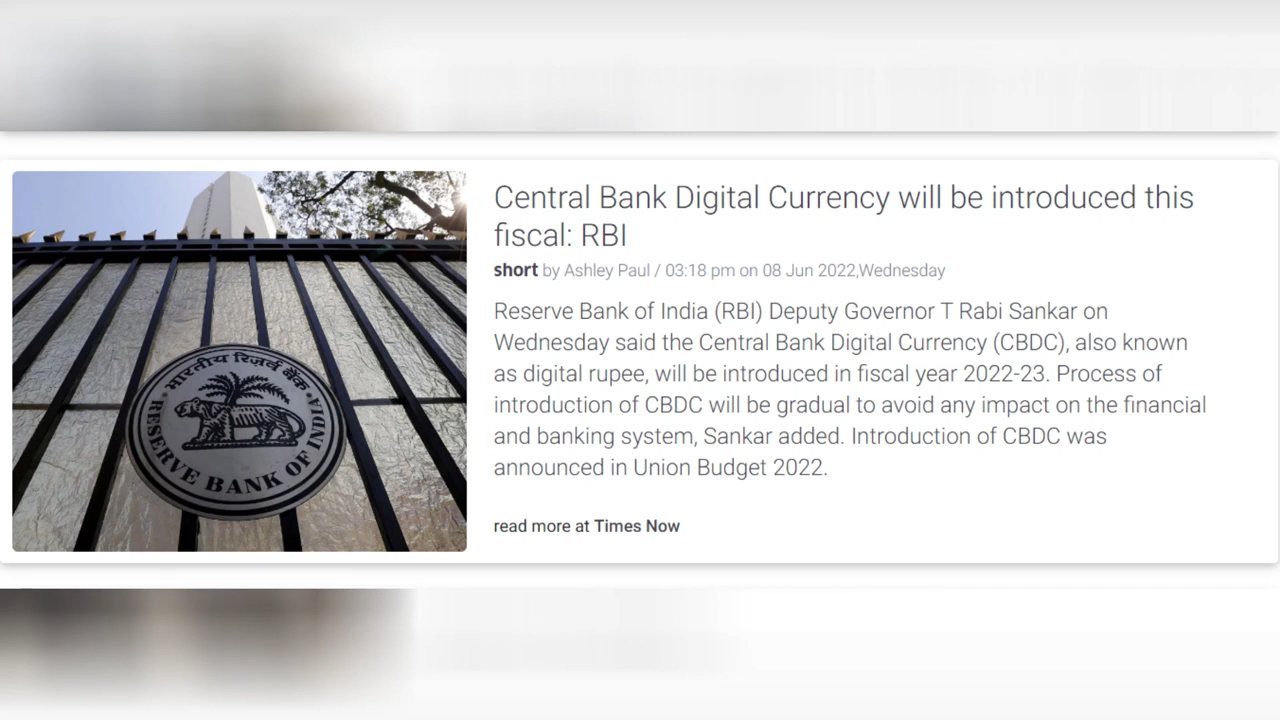 Central Bank Digital Currency will be introduced this
fiscal: RBI
short by Ashley Paul / 03:18 pm on 08 Jun 2022,Wednesday
Reserve Bank of India (RBI) Deputy Governor T Rabi Sankar on
Wednesday said the Central Bank Digital Currency (CBDC), also known
as digital rupee, will be introduced in fiscal year 2022-23. Process of
introduction of CBDC will be gradual to avoid any impact on the financial
and banking system, Sankar added. Introduction of CBDC was
announced in Union Budget 2022.
read more at Times Now
भारतीय रिज़र्व बैंक
RESERVE BANK OF INDIA